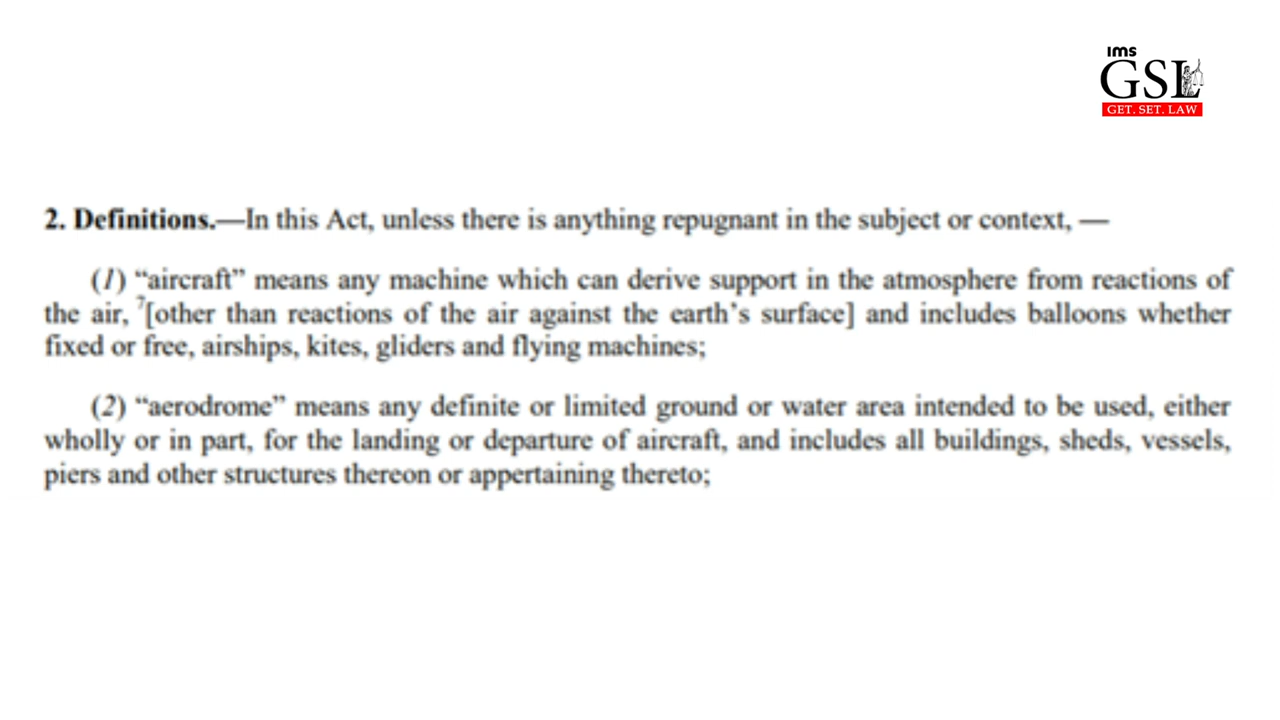 ims
GSL
GET. SET. LAW
2. Definitions.—In this Act, unless there is anything repugnant in the subject or context, —
(1) “aircraft” means any machine which can derive support in the atmosphere from reactions of
the air, 7[other than reactions of the air against the earth’s surface] and includes balloons whether
fixed or free, airships, kites, gliders and flying machines;
(2) “aerodrome” means any definite or limited ground or water area intended to be used, either
wholly or in part, for the landing or departure of aircraft, and includes all buildings, sheds, vessels,
piers and other structures thereon or appertaining thereto;